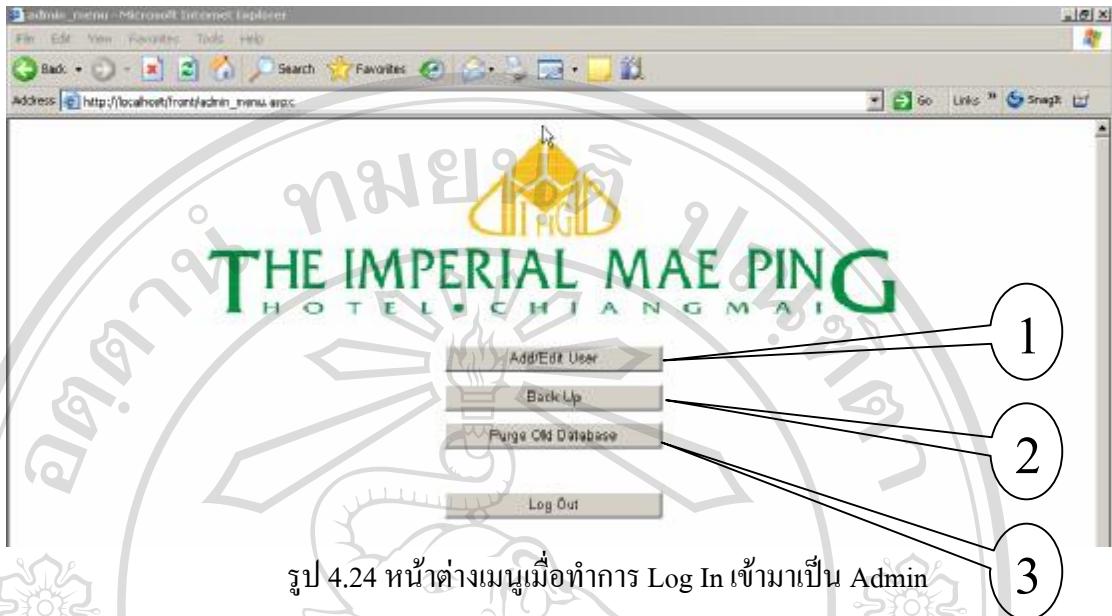 admin_menu - Microsoft Internet Explorer
File Edit View Favorites Tools Help
Back Search Favorites
Address http://localhost/front/admin_menu.aspx Go Links » SnagIt
THE IMPERIAL MAE PING
HOTEL • CHIANG MAI
Add/Edit User
1
Back Up
Purge Old Database
2
Log Out
3
รูป 4.24 หน้าต่างเมนูเมื่อทำการ Log In เข้ามาเป็น Admin